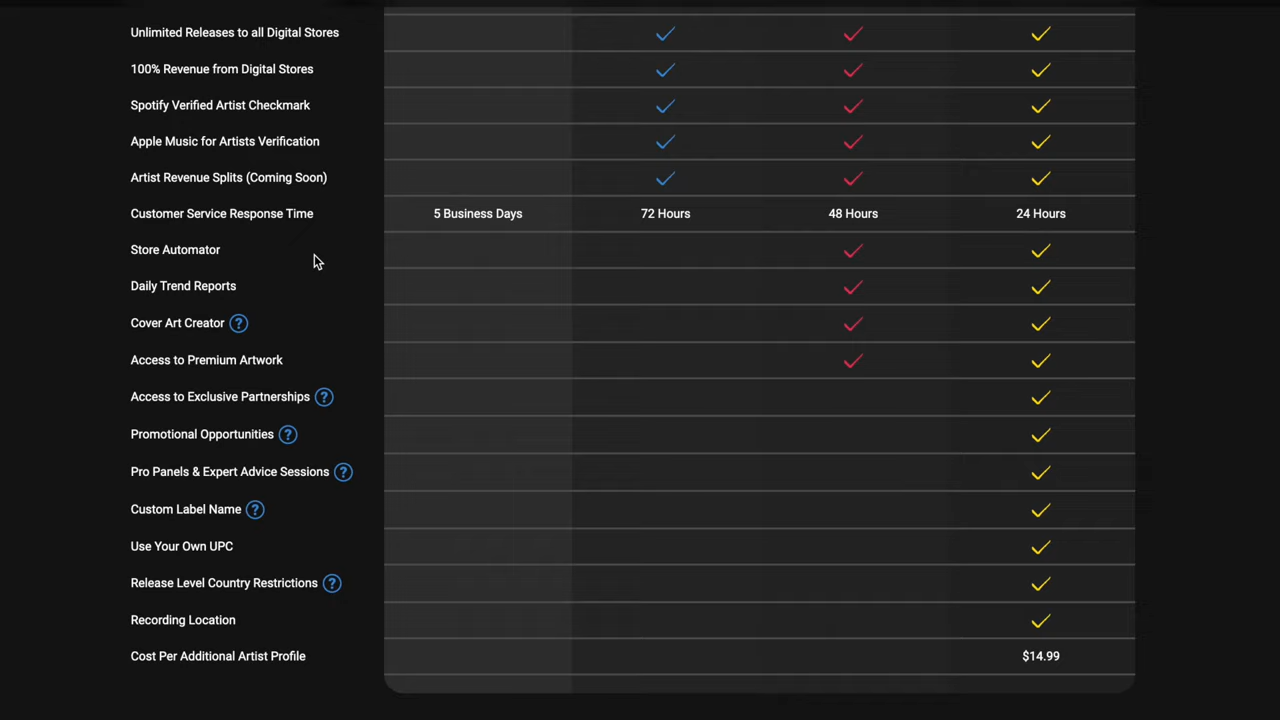 Unlimited Releases to all Digital Stores
100% Revenue from Digital Stores
Spotify Verified Artist Checkmark
Apple Music for Artists Verification
Artist Revenue Splits (Coming Soon)
Customer Service Response Time 5 Business Days 72 Hours 48 Hours 24 Hours
Store Automator
Daily Trend Reports
Cover Art Creator ?
Access to Premium Artwork
Access to Exclusive Partnerships ?
Promotional Opportunities ?
Pro Panels & Expert Advice Sessions ?
Custom Label Name ?
Use Your Own UPC
Release Level Country Restrictions ?
Recording Location
Cost Per Additional Artist Profile $14.99